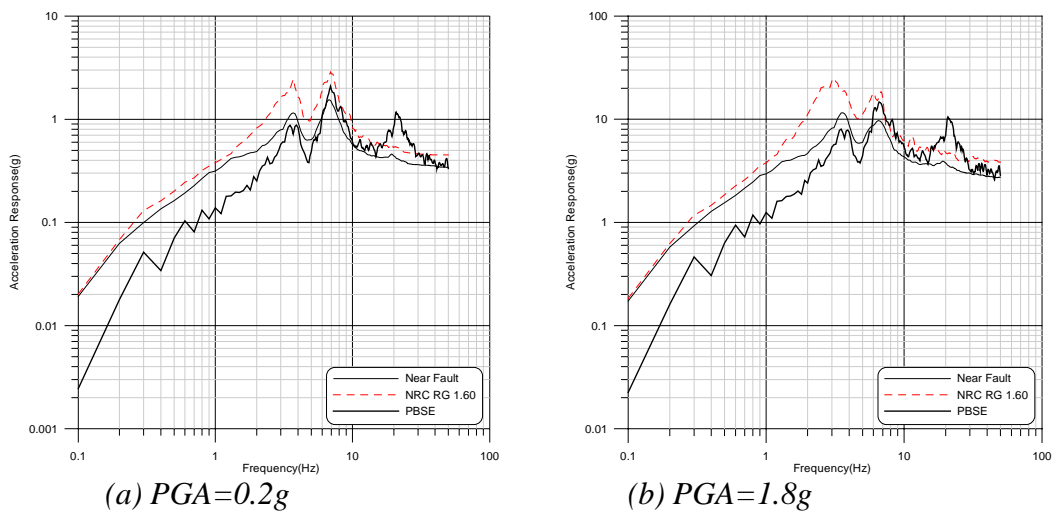 10
1
0.1
0.01
0.001
Acceleration Response(g)
0.1
1
10
100
Frequency(Hz)
Near Fault
NRC RG 1.60
PBSE
(a) PGA=0.2g
100
10
1
0.1
0.01
Acceleration Response(g)
0.1
1
10
100
Frequency(Hz)
Near Fault
NRC RG 1.60
PBSE
(b) PGA=1.8g